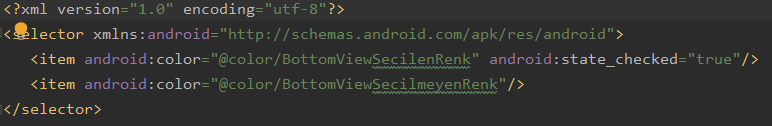 <?xml version="1.0" encoding="utf-8"?>
<selector xmlns:android="http://schemas.android.com/apk/res/android">
<item android:color="@color/BottomViewSecilenRenk" android:state_checked="true"/>
<item android:color="@color/BottomViewSecilmeyenRenk"/>
</selector>